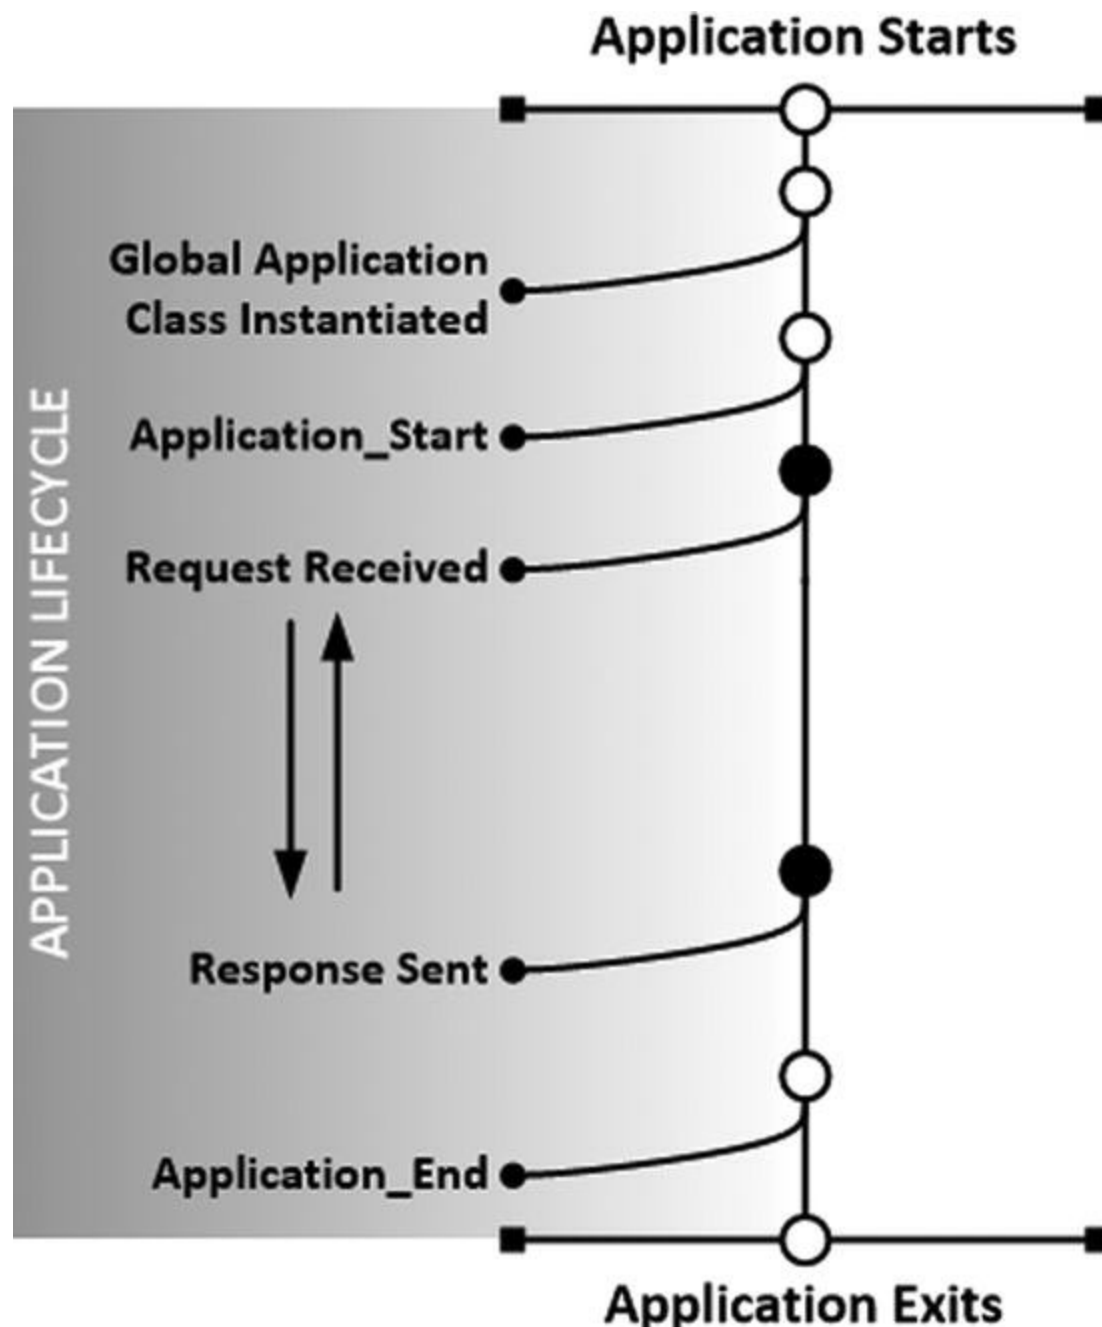 Application Starts
Global Application
Class Instantiated
Application_Start
Request Received
APPLICATION LIFECYCLE
Response Sent
Application_End
Application Exits